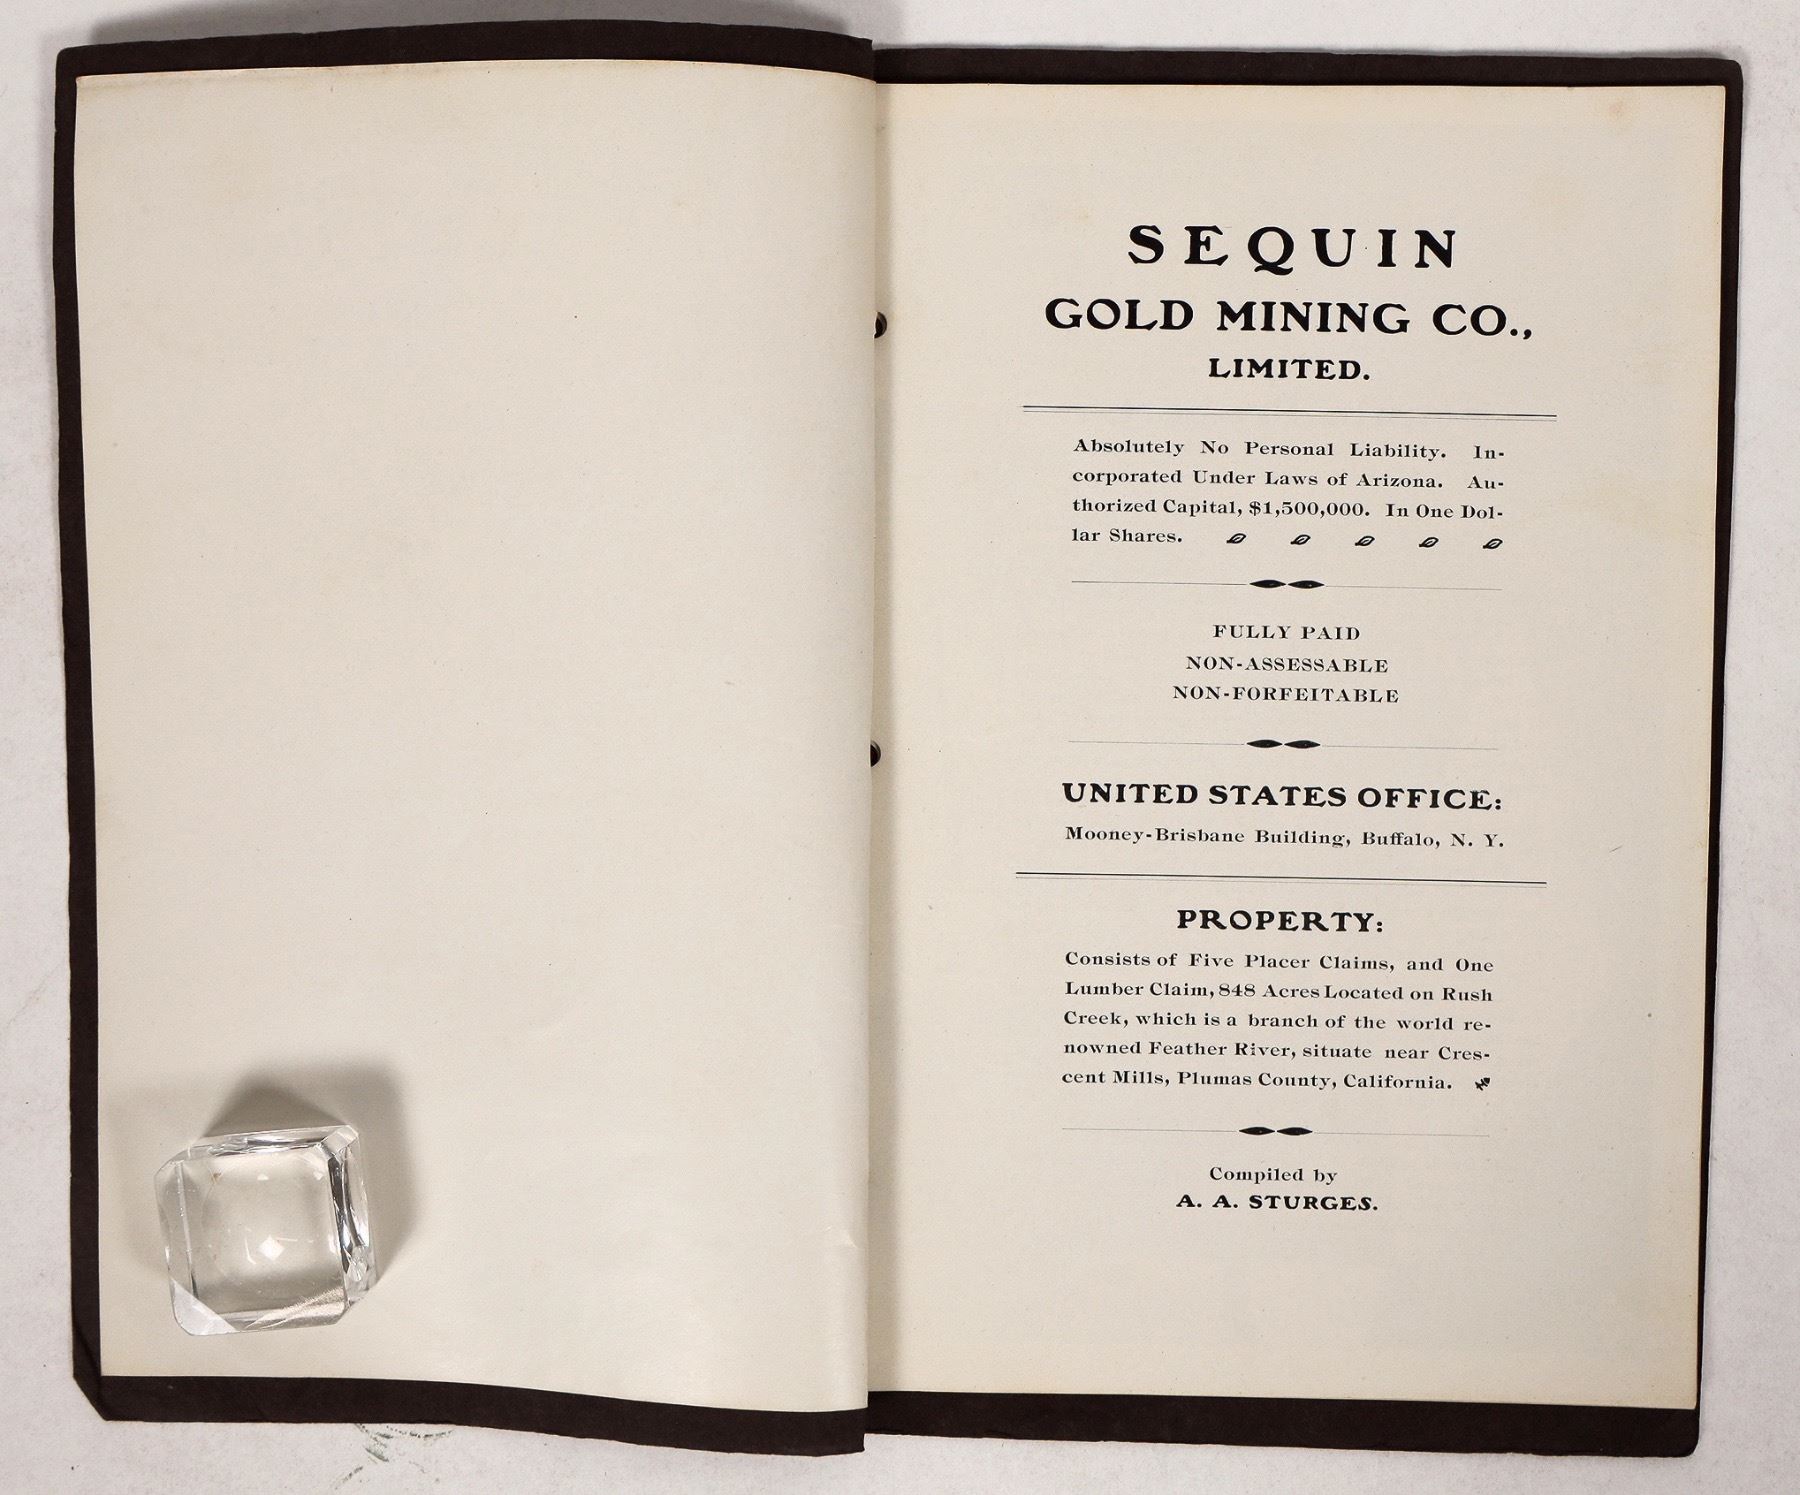 SEQUIN
GOLD MINING CO.,
LIMITED.
Absolutely No Personal Liability. In-
corporated Under Laws of Arizona. Au-
thorized Capital, $1,500,000. In One Dol-
lar Shares.
FULLY PAID
NON-ASSESSABLE
NON-FORFEITABLE
UNITED STATES OFFICE:
Mooney-Brisbane Building, Buffalo, N. Y.
PROPERTY:
Consists of Five Placer Claims, and One
Lumber Claim, 848 Acres Located on Rush
Creek, which is a branch of the world re-
nowned Feather River, situate near Cres-
cent Mills, Plumas County, California.
Compiled by
A. A. STURGES.